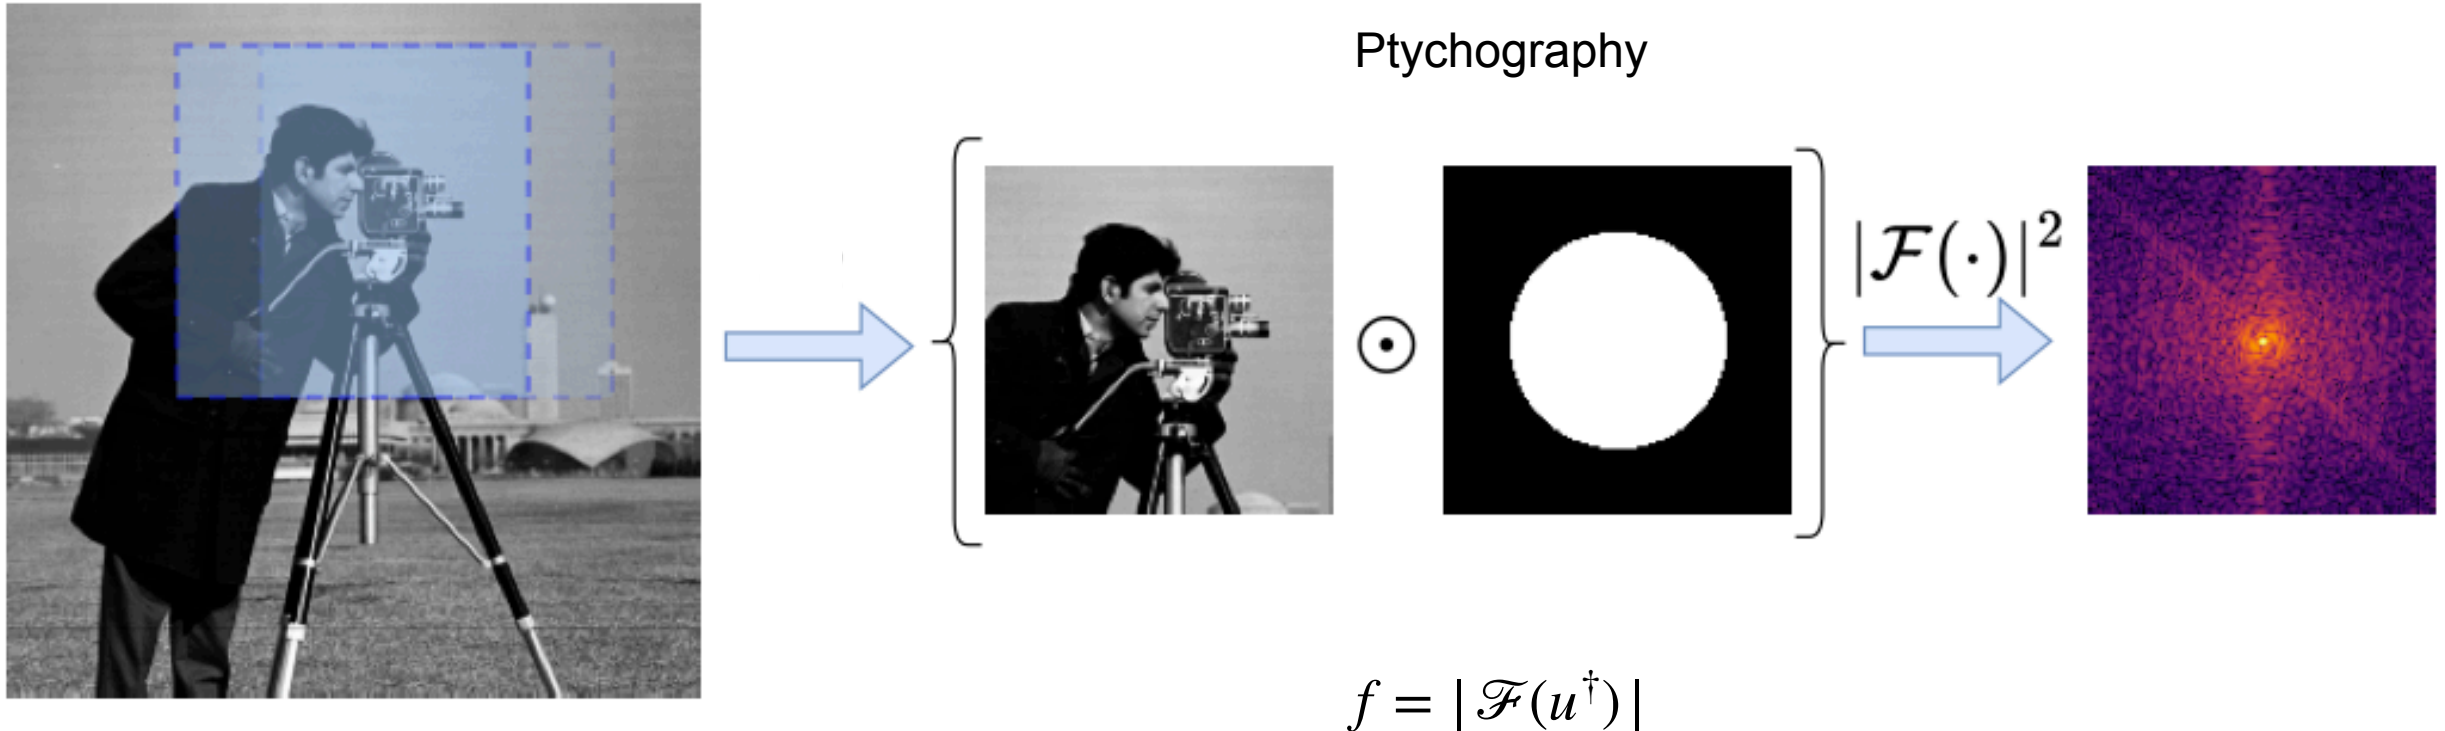 Ptychography
⊙
|ℱ(·)|²
f = |ℱ(u†)|